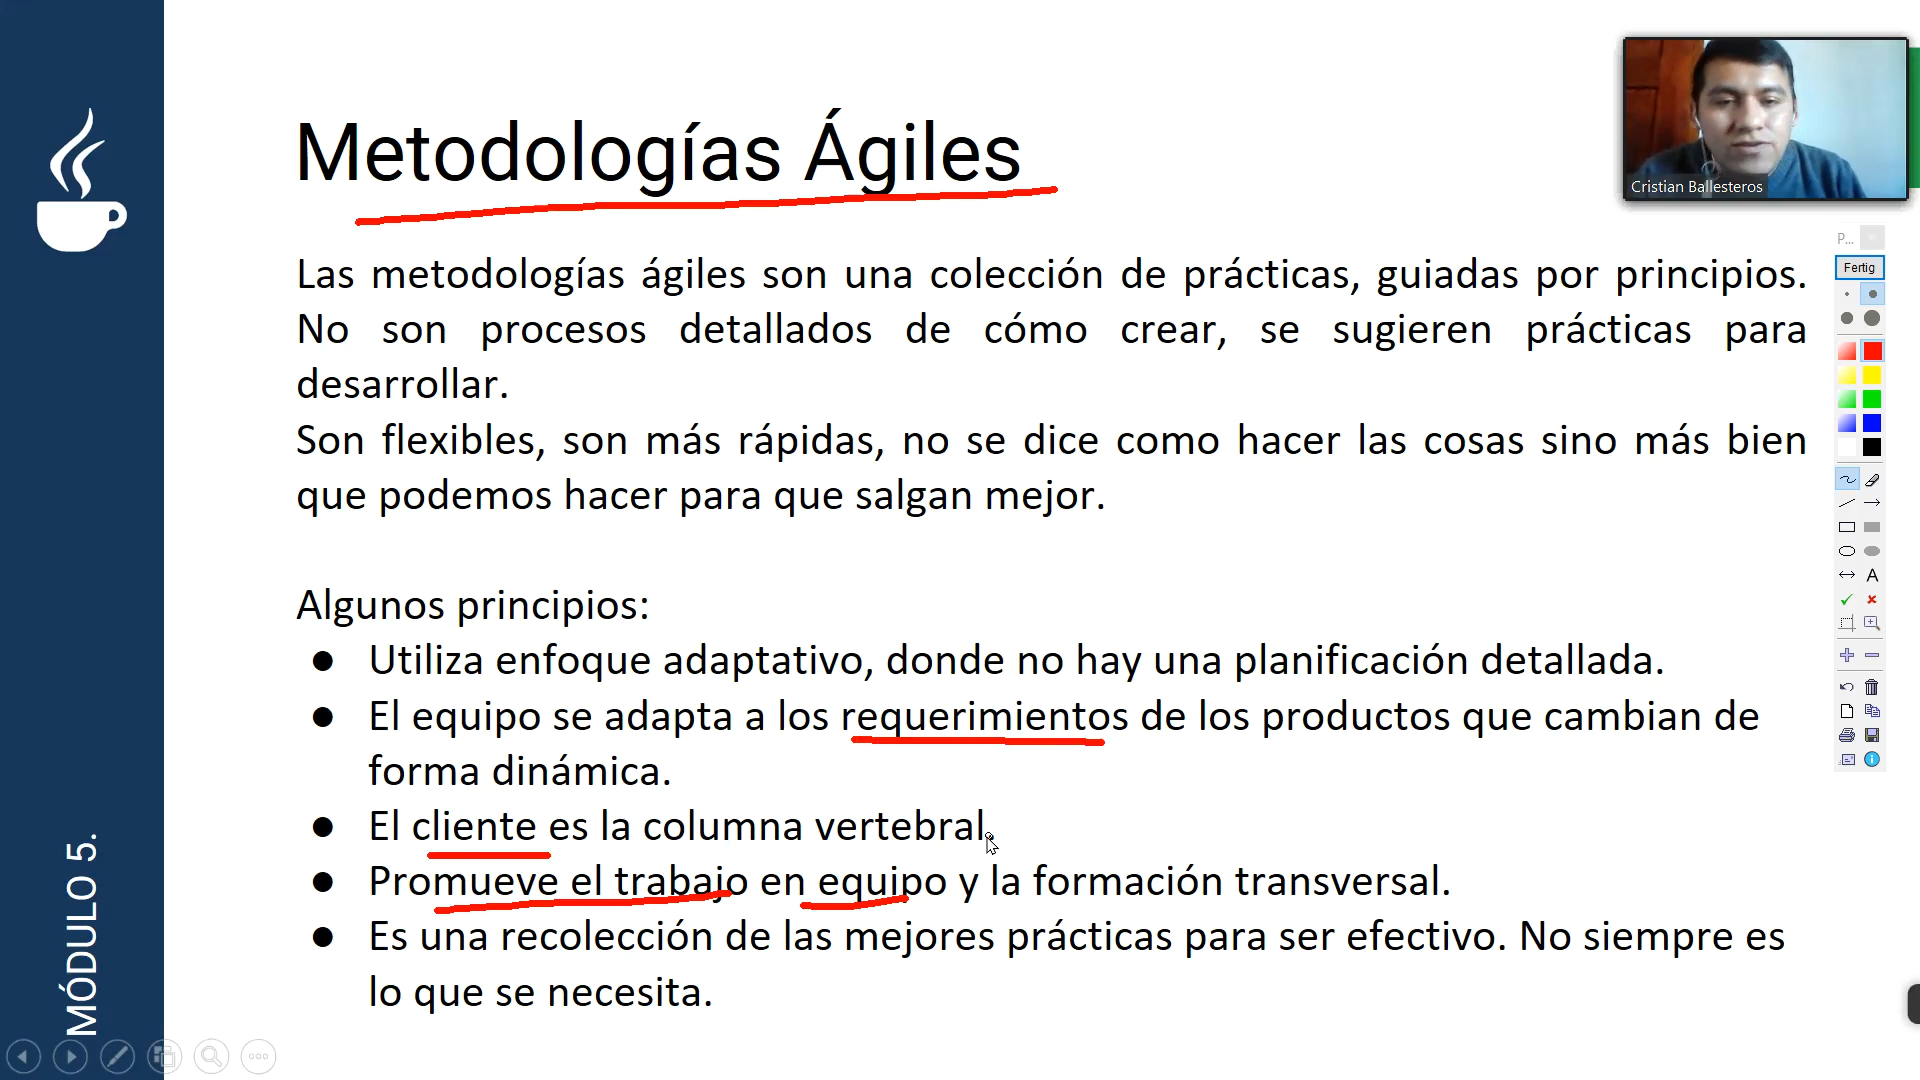 Metodologías Ágiles
Cristian Ballesteros
P...
Fertig
Las metodologías ágiles son una colección de prácticas, guiadas por principios.
No son procesos detallados de cómo crear, se sugieren prácticas para
desarrollar.
Son flexibles, son más rápidas, no se dice como hacer las cosas sino más bien
que podemos hacer para que salgan mejor.
Algunos principios:
● Utiliza enfoque adaptativo, donde no hay una planificación detallada.
● El equipo se adapta a los requerimientos de los productos que cambian de
forma dinámica.
● El cliente es la columna vertebral.
● Promueve el trabajo en equipo y la formación transversal.
● Es una recolección de las mejores prácticas para ser efectivo. No siempre es
lo que se necesita.
MÓDULO 5.
A